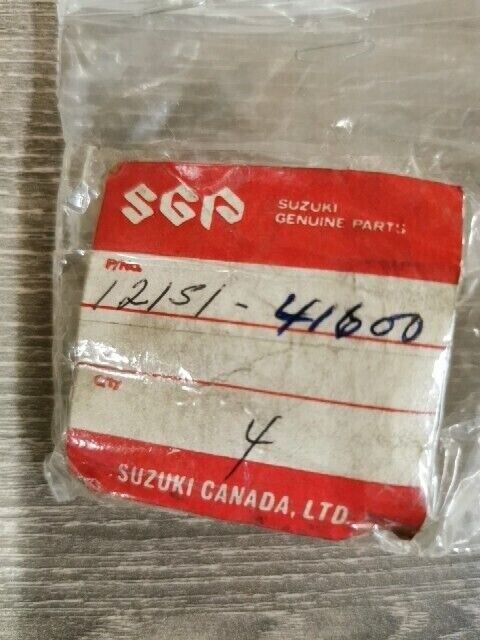 SGP SUZUKI
GENUINE PARTS
P/NO.
12151-41600
QTY
4
SUZUKI CANADA, LTD.